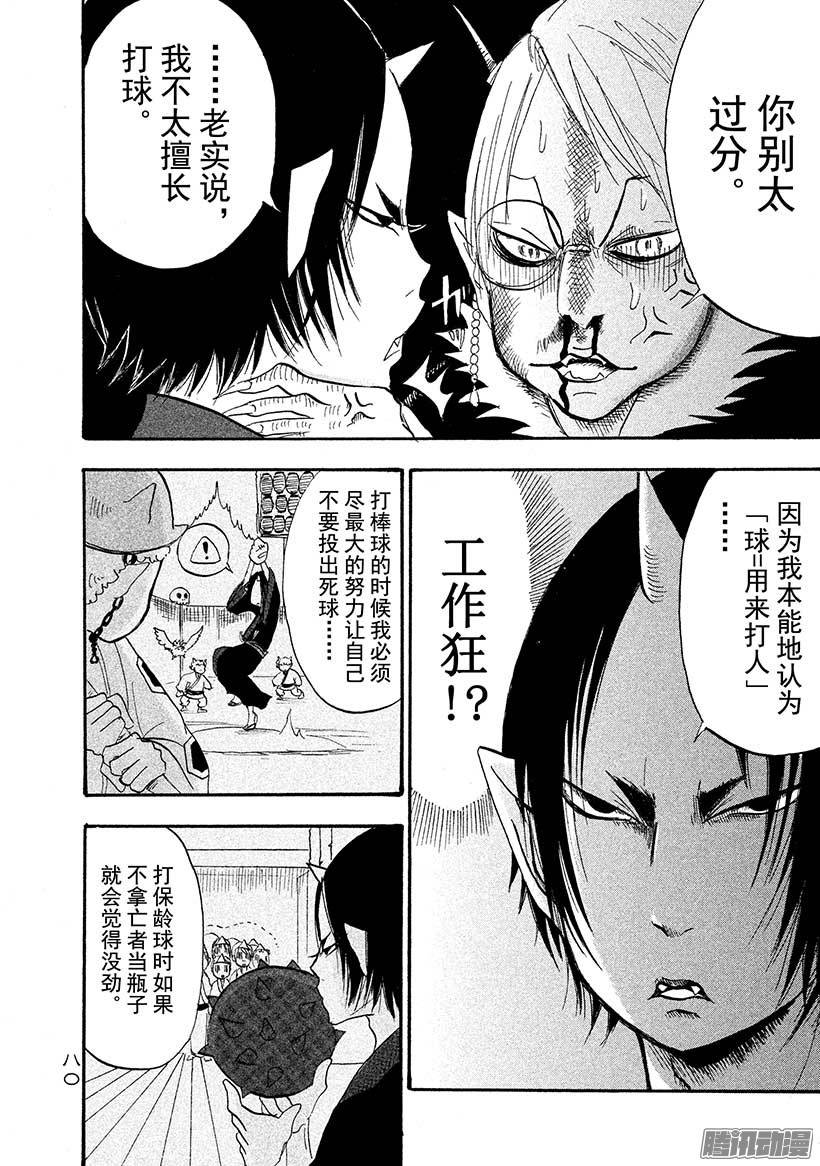 你别太
过分。
……老实说，
我不太擅长
打球。
ガ
因为我本能地认为
「球=用来打人」
……
工作狂！？
打棒球的时候我必须
尽最大的努力让自己
不要投出死球……
！
打保龄球时如果
不拿亡者当瓶子
就会觉得没劲。
八〇
腾讯动漫